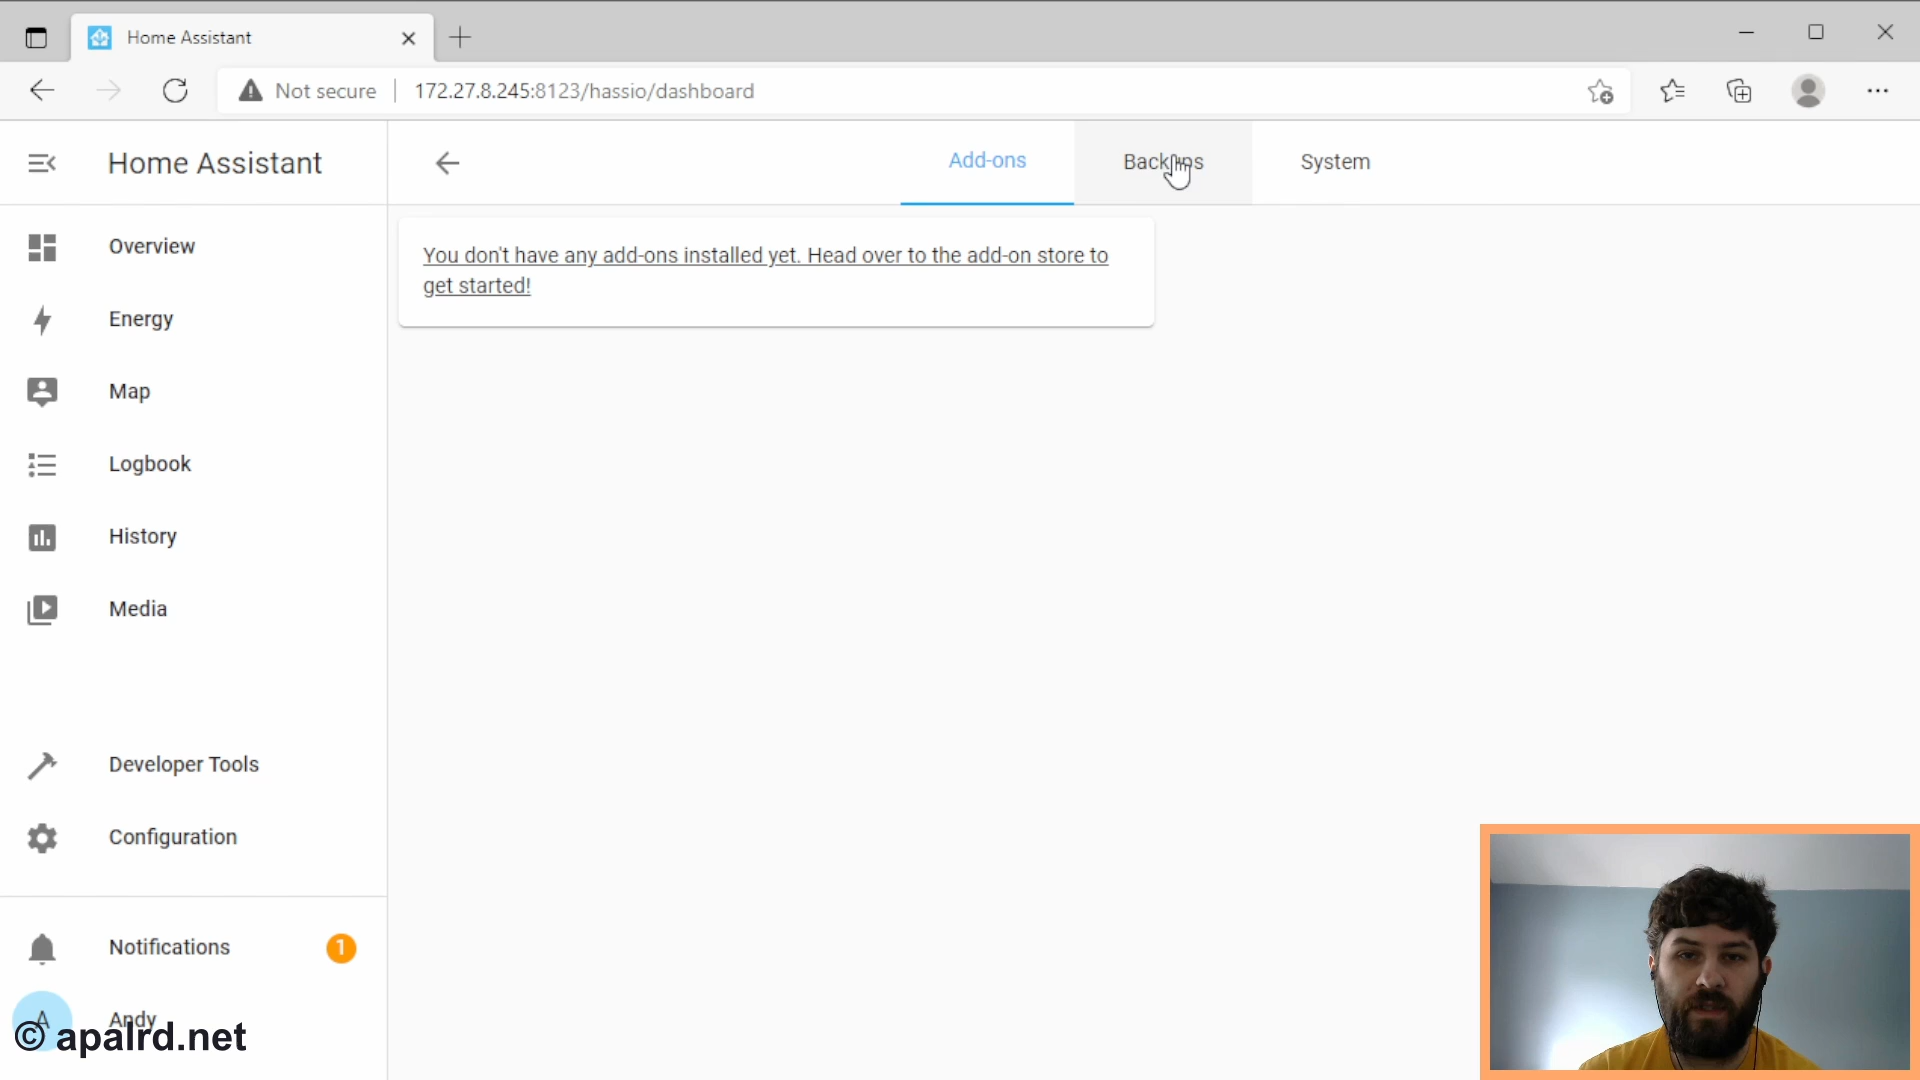 Home Assistant
Not secure
172.27.8.245:8123/hassio/dashboard
Home Assistant
Add-ons
Backups
System
You don't have any add-ons installed yet. Head over to the add-on store to
get started!
Overview
Energy
Map
Logbook
History
Media
Developer Tools
Configuration
Notifications
1
A
Andy
© apalrd.net